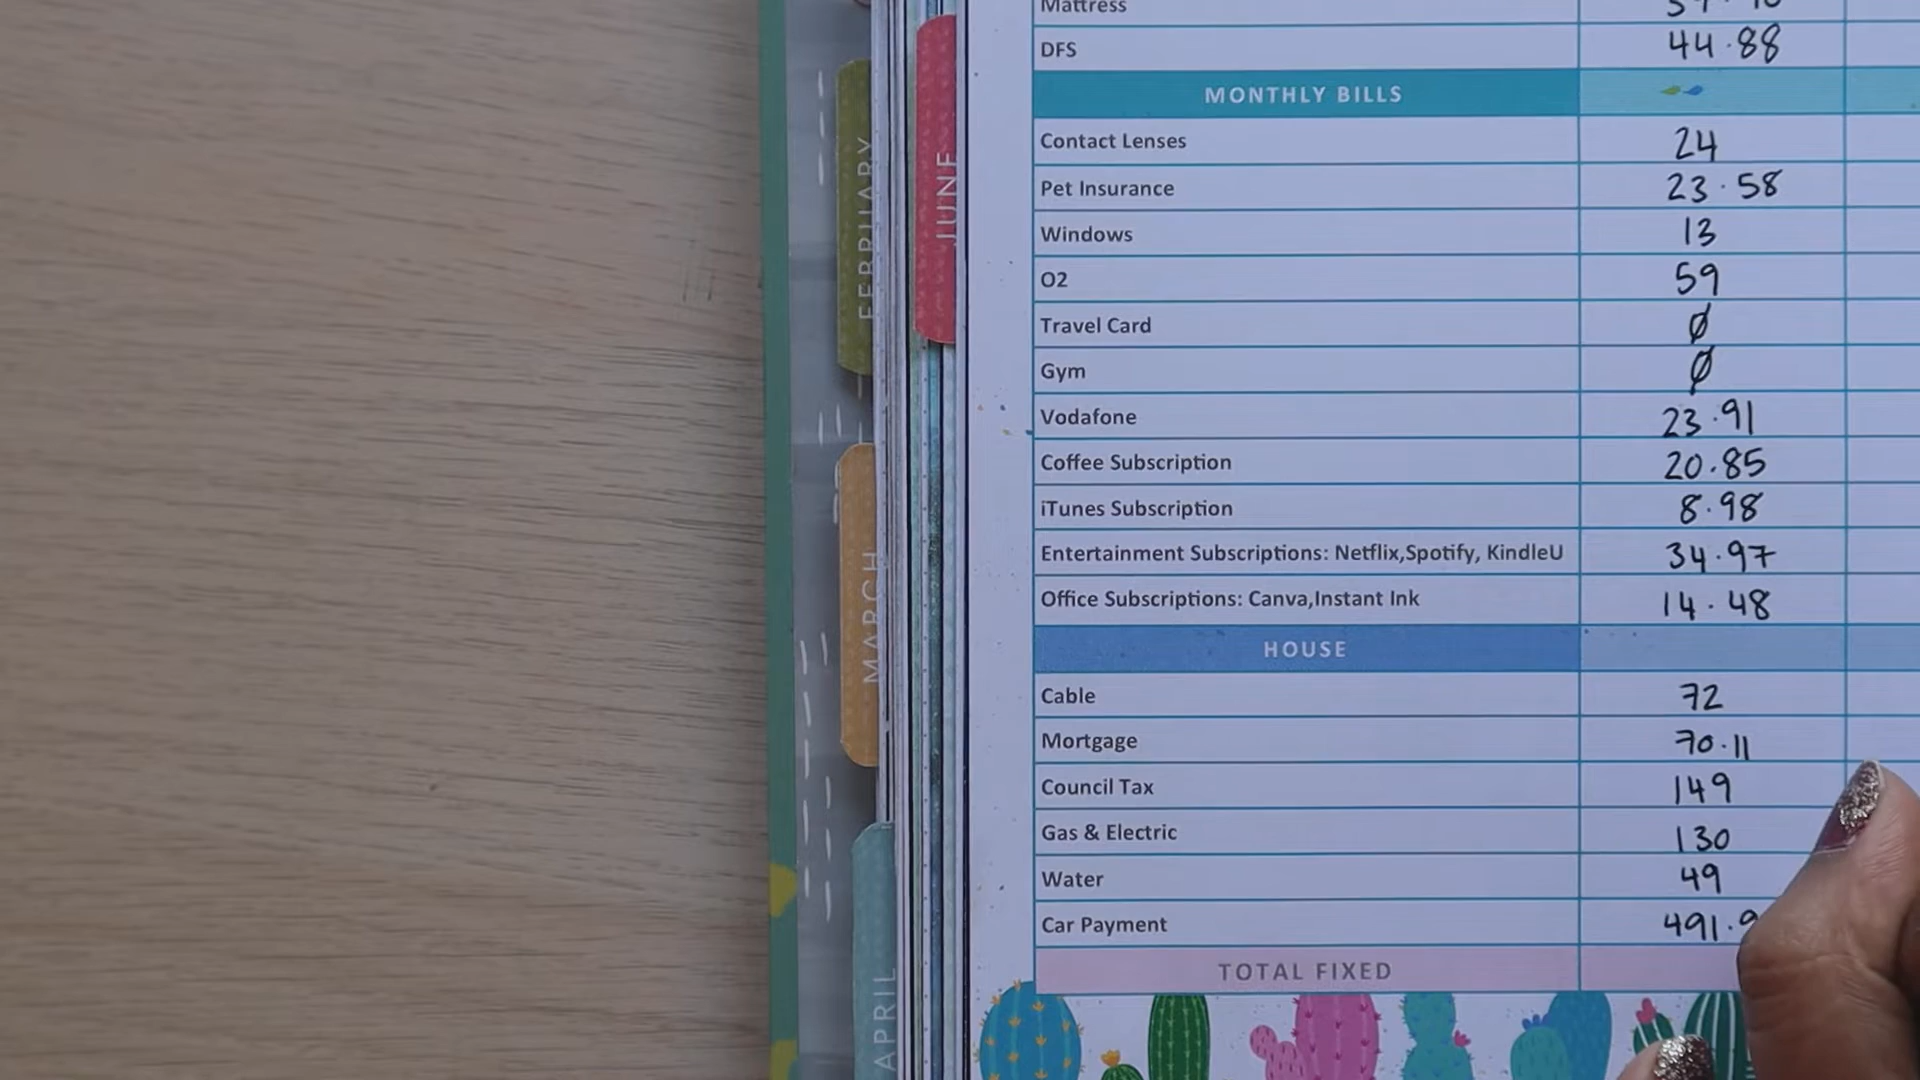 Mattress
DFS 44.88
MONTHLY BILLS
Contact Lenses 24
Pet Insurance 23.58
Windows 13
O2 59
Travel Card Ø
Gym Ø
Vodafone 23.91
Coffee Subscription 20.85
iTunes Subscription 8.98
Entertainment Subscriptions: Netflix,Spotify, KindleU 34.97
Office Subscriptions: Canva,Instant Ink 14.48
HOUSE
Cable 72
Mortgage 70.11
Council Tax 149
Gas & Electric 130
Water 49
Car Payment 491.9
TOTAL FIXED
FEBRUARY
JUNE
MARCH
APRIL